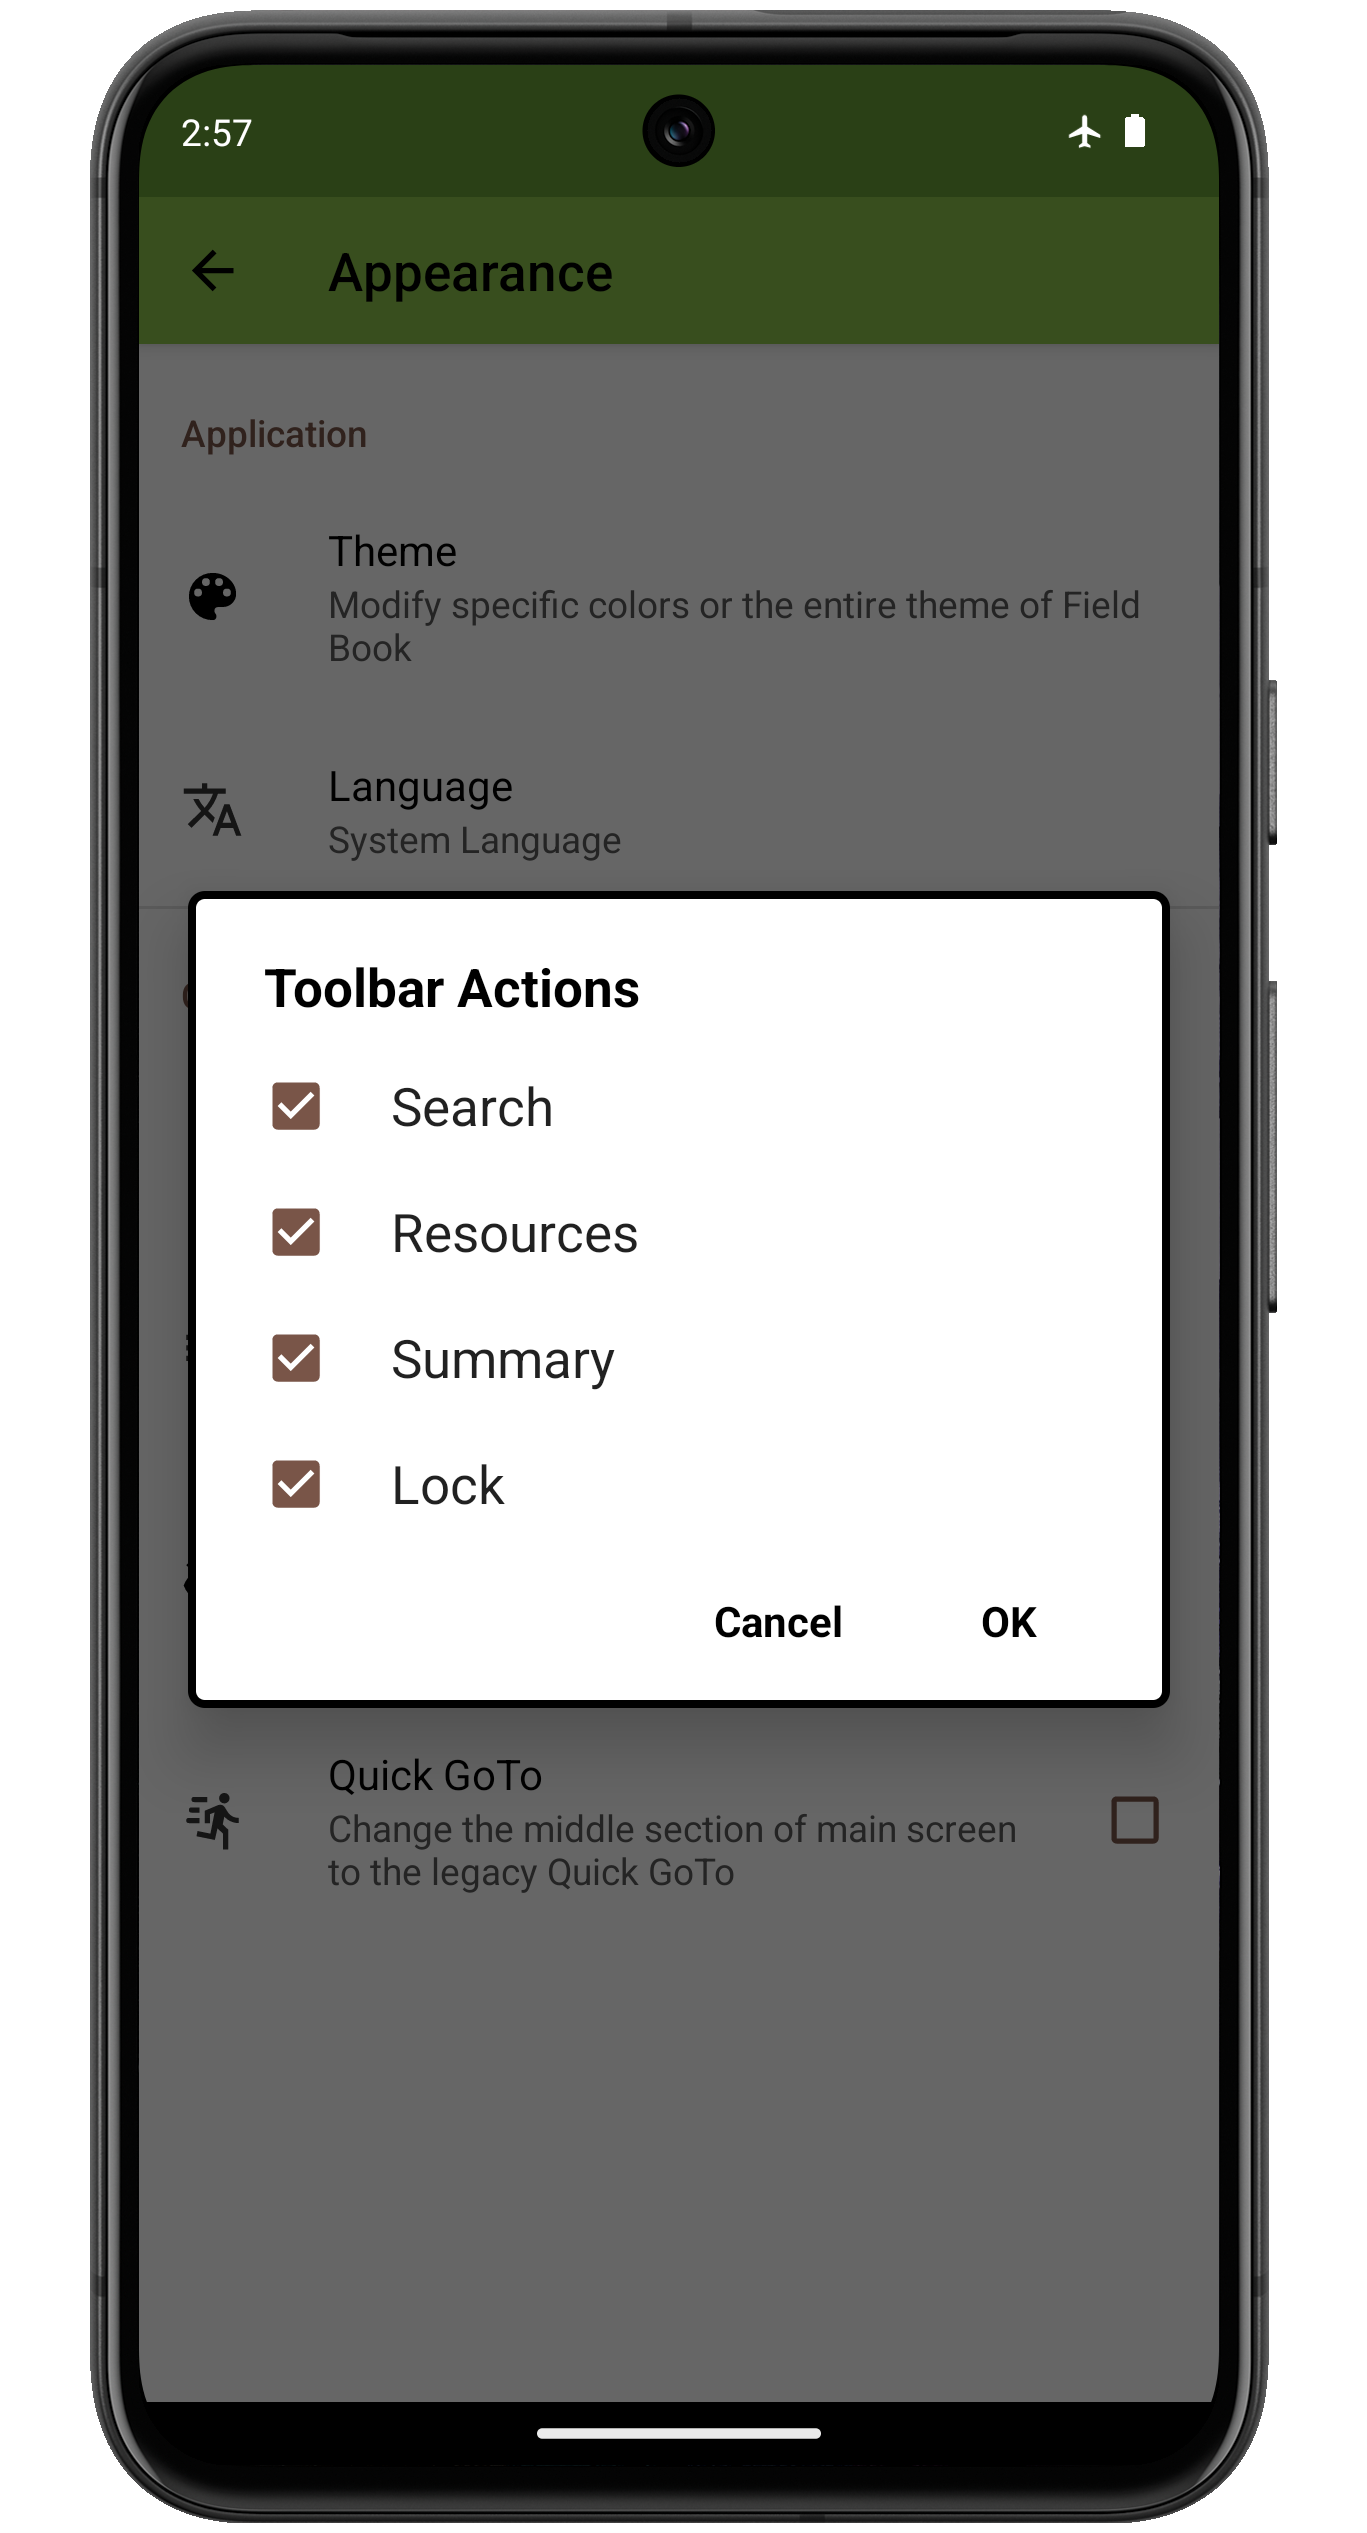 2:57
Appearance
Application
Theme
Modify specific colors or the entire theme of Field
Book
Language
System Language
Toolbar Actions
Search
Resources
Summary
Lock
Cancel
OK
Quick GoTo
Change the middle section of main screen
to the legacy Quick GoTo